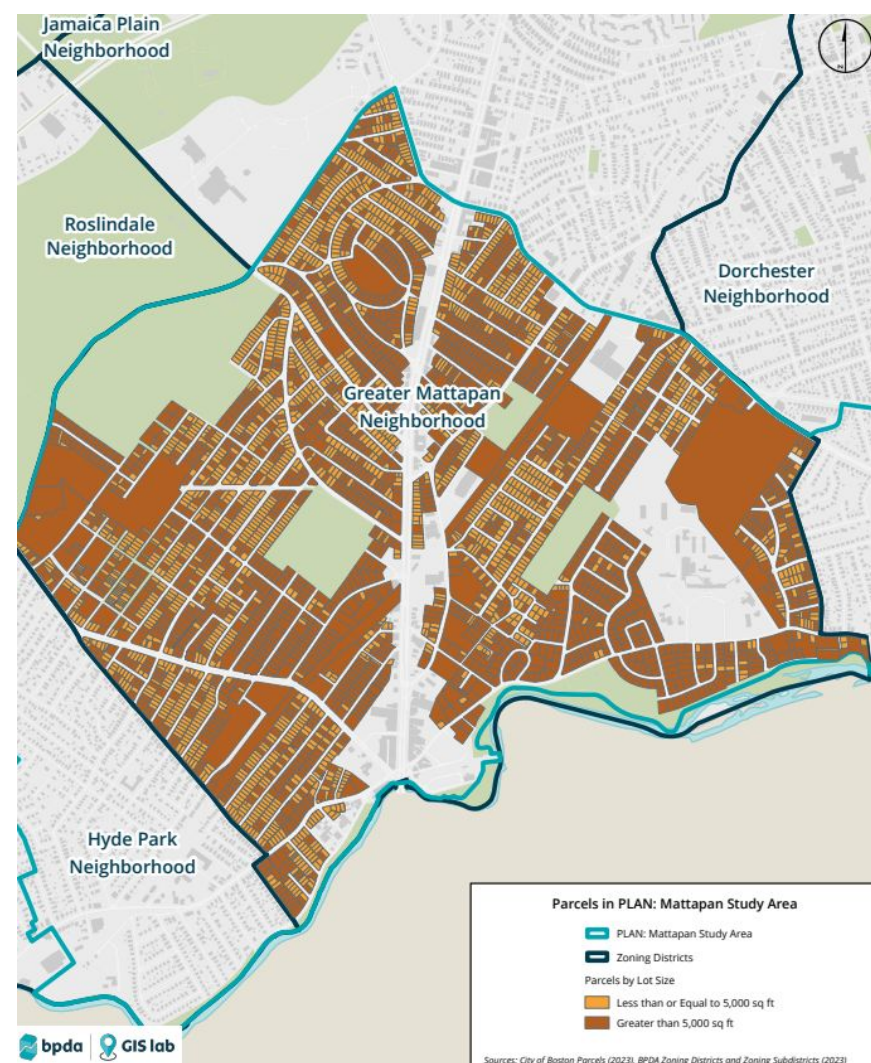 Jamaica Plain
Neighborhood
Roslindale
Neighborhood
Dorchester
Neighborhood
Greater Mattapan
Neighborhood
Hyde Park
Neighborhood
Parcels in PLAN: Mattapan Study Area
PLAN: Mattapan Study Area
Zoning Districts
Parcels by Lot Size
Less than or Equal to 5,000 sq ft
Greater than 5,000 sq ft
Sources: City of Boston Parcels (2023), BPDA Zoning Districts and Zoning Subdistricts (2023)
bpda | GIS lab